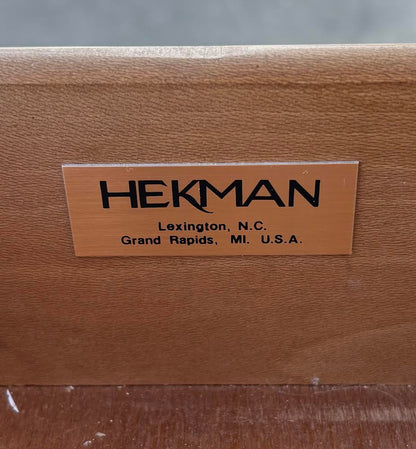 HEKMAN
Lexington, N.C.
Grand Rapids, MI. U.S.A.